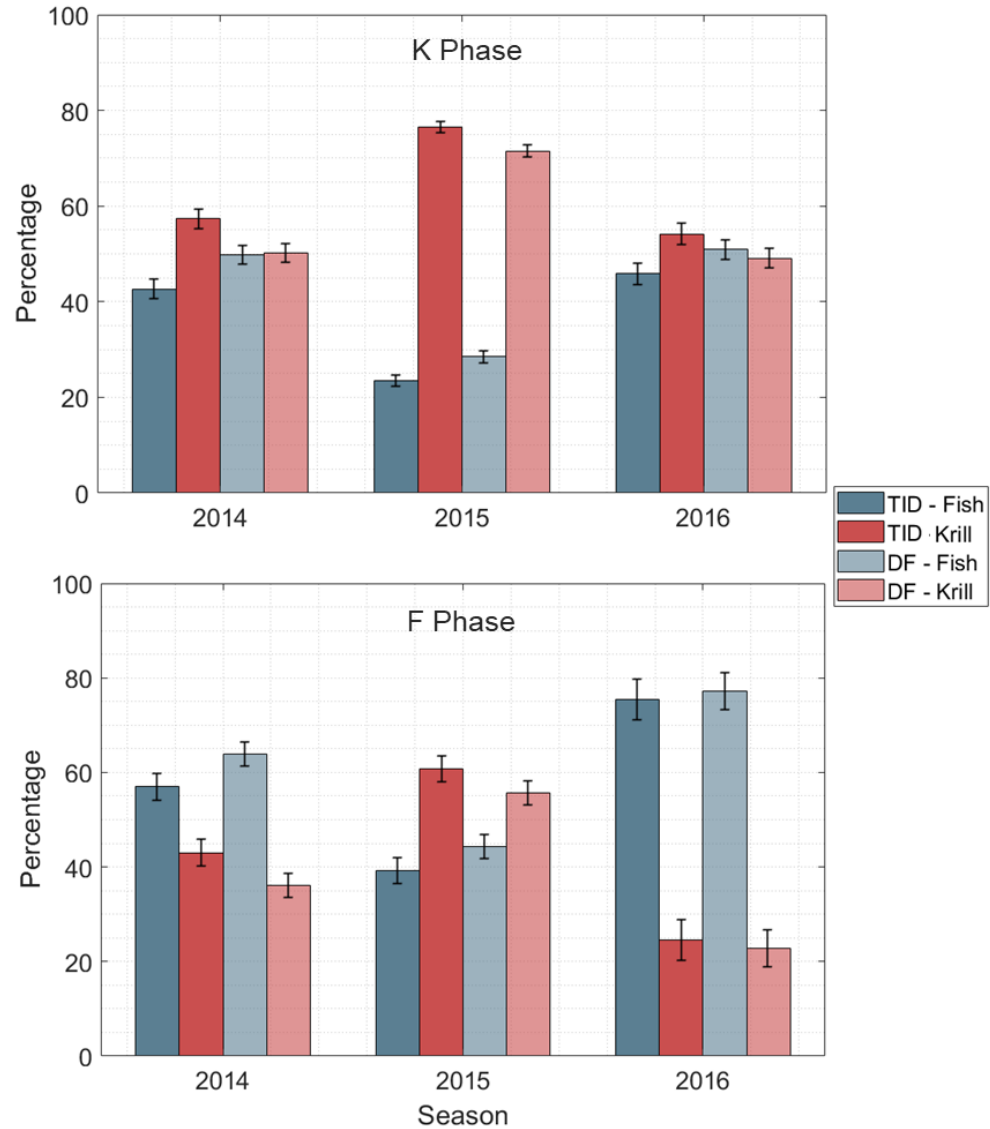 K Phase
Percentage
100
80
60
40
20
0
2014 2015 2016
TID - Fish
TID - Krill
DF - Fish
DF - Krill
F Phase
Percentage
100
80
60
40
20
0
2014 2015 2016
Season